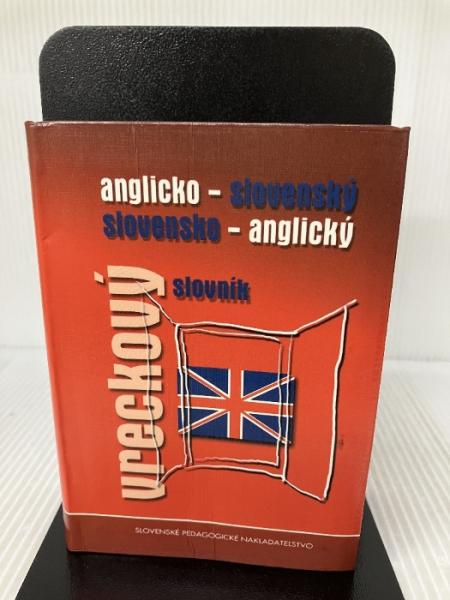 anglicko – slovenský
slovensko – anglický
vreckový
slovník
SLOVENSKÉ PEDAGOGICKÉ NAKLADATEĽSTVO